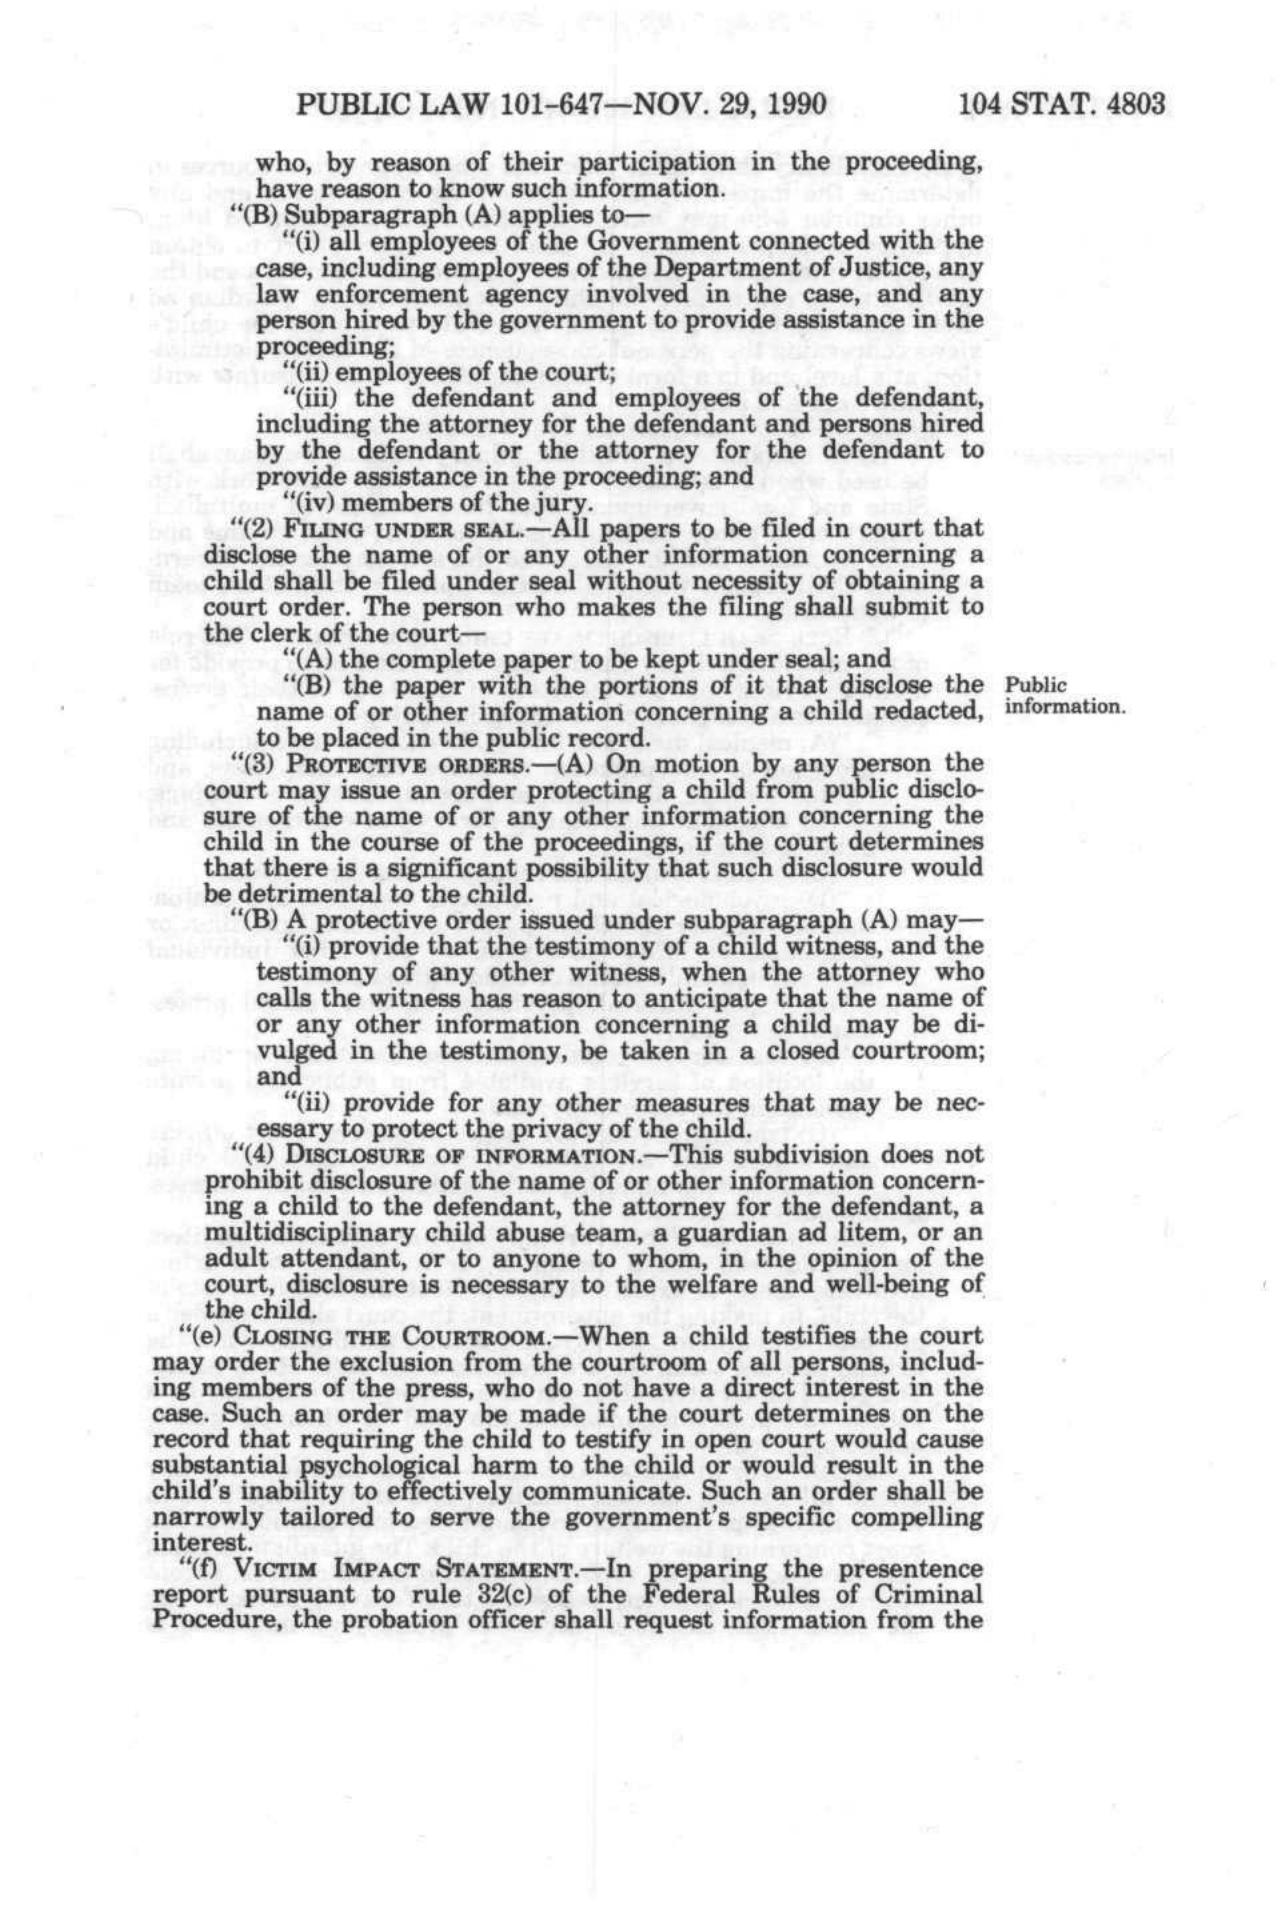 PUBLIC LAW 101–647—NOV. 29, 1990 104 STAT. 4803
who, by reason of their participation in the proceeding,
have reason to know such information.
“(B) Subparagraph (A) applies to—
“(i) all employees of the Government connected with the
case, including employees of the Department of Justice, any
law enforcement agency involved in the case, and any
person hired by the government to provide assistance in the
proceeding;
“(ii) employees of the court;
“(iii) the defendant and employees of the defendant,
including the attorney for the defendant and persons hired
by the defendant or the attorney for the defendant to
provide assistance in the proceeding; and
“(iv) members of the jury.
“(2) FILING UNDER SEAL.—All papers to be filed in court that
disclose the name of or any other information concerning a
child shall be filed under seal without necessity of obtaining a
court order. The person who makes the filing shall submit to
the clerk of the court—
“(A) the complete paper to be kept under seal; and
“(B) the paper with the portions of it that disclose the
name of or other information concerning a child redacted,
to be placed in the public record.
Public
information.
“(3) PROTECTIVE ORDERS.—(A) On motion by any person the
court may issue an order protecting a child from public disclo-
sure of the name of or any other information concerning the
child in the course of the proceedings, if the court determines
that there is a significant possibility that such disclosure would
be detrimental to the child.
“(B) A protective order issued under subparagraph (A) may—
“(i) provide that the testimony of a child witness, and the
testimony of any other witness, when the attorney who
calls the witness has reason to anticipate that the name of
or any other information concerning a child may be di-
vulged in the testimony, be taken in a closed courtroom;
and
“(ii) provide for any other measures that may be nec-
essary to protect the privacy of the child.
“(4) DISCLOSURE OF INFORMATION.—This subdivision does not
prohibit disclosure of the name of or other information concern-
ing a child to the defendant, the attorney for the defendant, a
multidisciplinary child abuse team, a guardian ad litem, or an
adult attendant, or to anyone to whom, in the opinion of the
court, disclosure is necessary to the welfare and well-being of
the child.
“(e) CLOSING THE COURTROOM.—When a child testifies the court
may order the exclusion from the courtroom of all persons, includ-
ing members of the press, who do not have a direct interest in the
case. Such an order may be made if the court determines on the
record that requiring the child to testify in open court would cause
substantial psychological harm to the child or would result in the
child's inability to effectively communicate. Such an order shall be
narrowly tailored to serve the government's specific compelling
interest.
“(f) VICTIM IMPACT STATEMENT.—In preparing the presentence
report pursuant to rule 32(c) of the Federal Rules of Criminal
Procedure, the probation officer shall request information from the